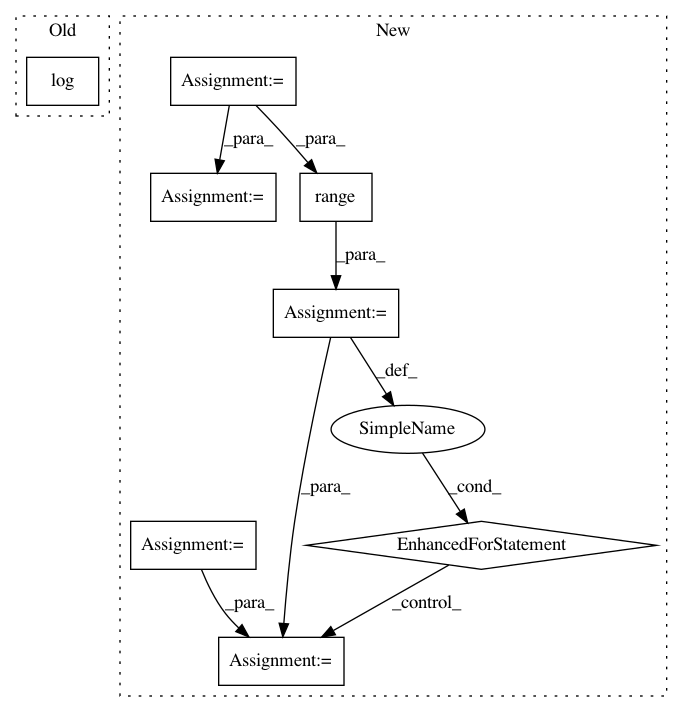 Old
New
log
Assignment:=
_para_
_para_
Assignment:=
range
_para_
Assignment:=
_def_
SimpleName
_para_
_cond_
Assignment:=
EnhancedForStatement
_para_
_control_
Assignment:=